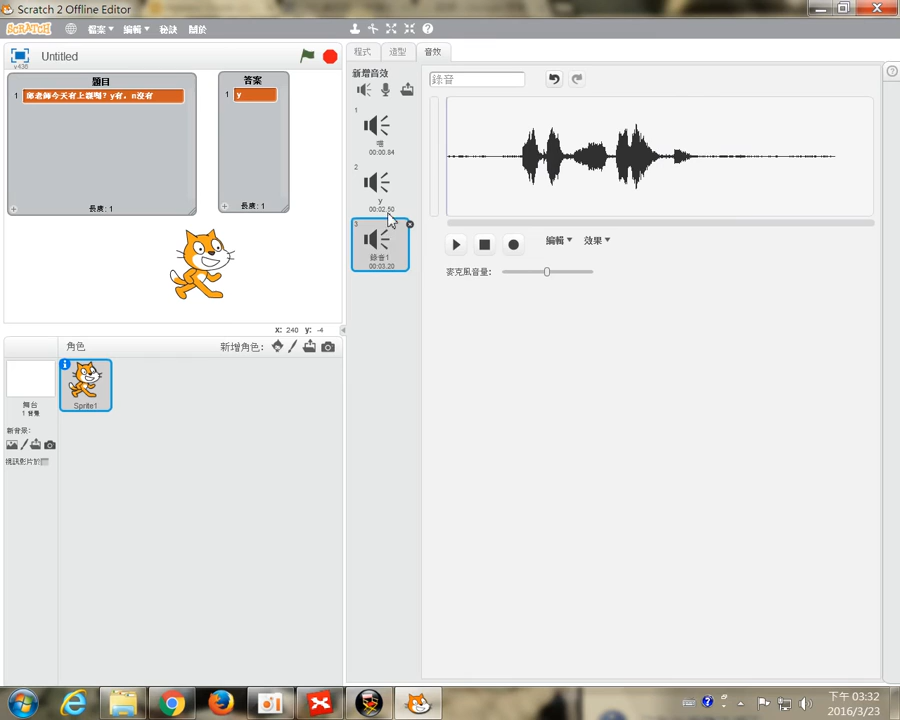 Scratch 2 Offline Editor
SCRATCH 檔案▼ 編輯▼ 秘訣 關於
v438
Untitled
題目
1
答案
1 y
長度: 1
長度: 1
x: 240 y: -4
角色
新增角色:
舞台
1 背景
新背景:
Sprite1
程式 造型 音效
新增音效
1
00:00.84
2
y
00:02.50
3
錄音1
00:03.20
錄音
編輯▼ 效果▼
麥克風音量:
下午 03:32
2016/3/23